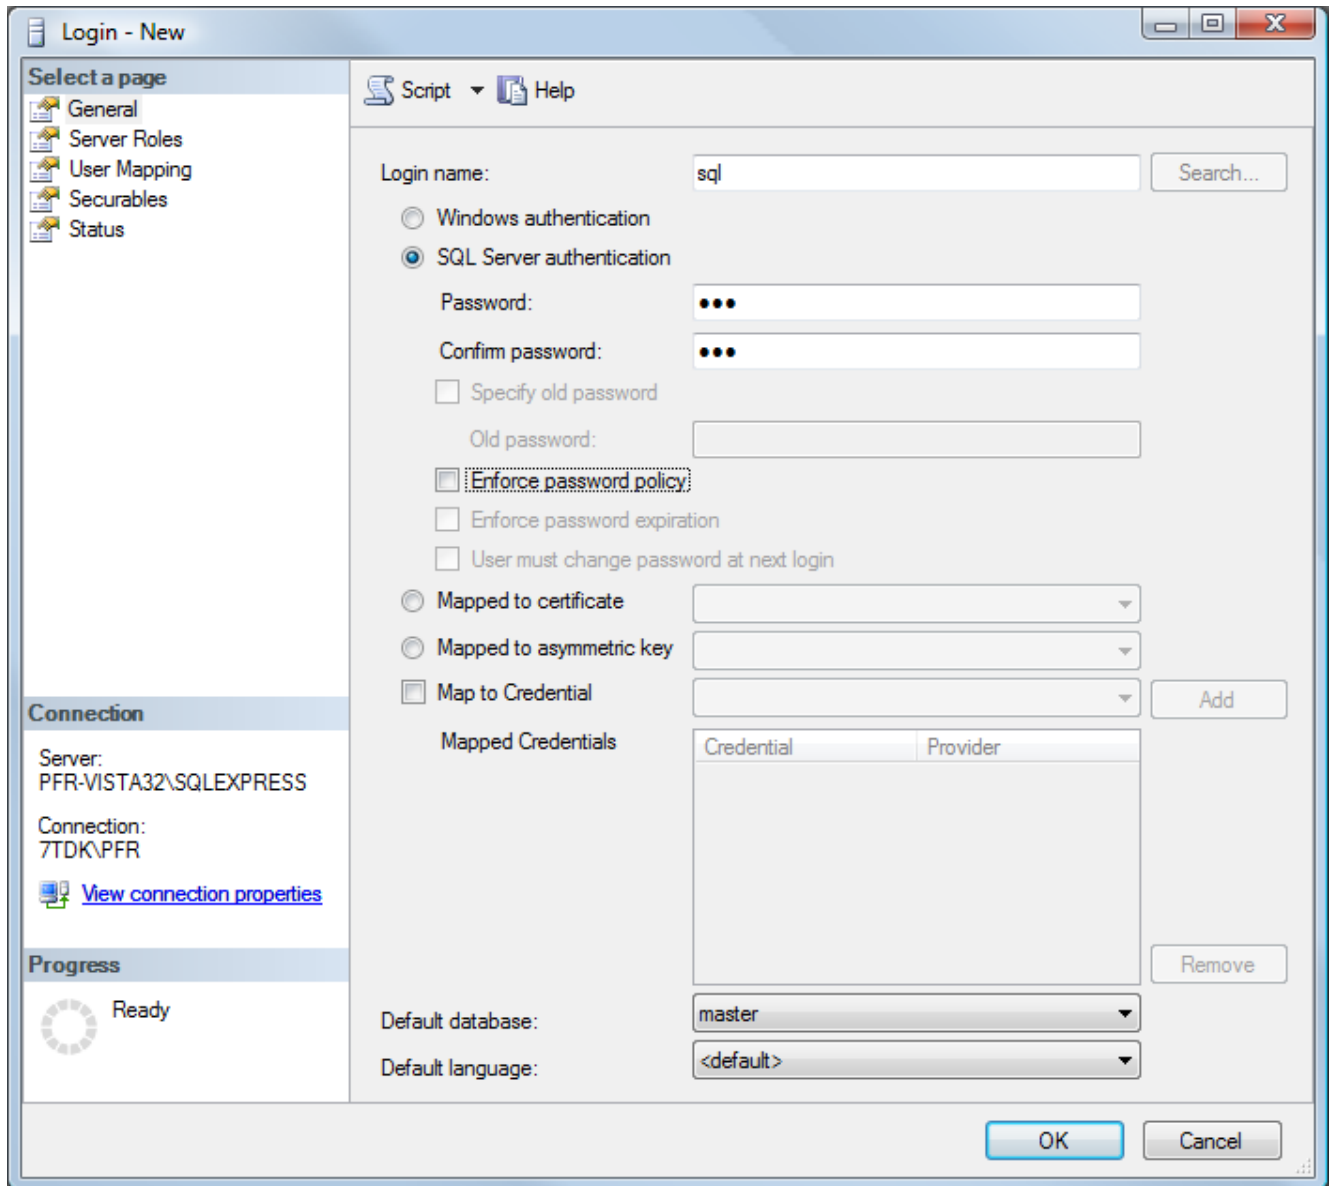 Login - New
Select a page
General
Server Roles
User Mapping
Securables
Status
Connection
Server:
PFR-VISTA32\SQLEXPRESS
Connection:
7TDK\PFR
View connection properties
Progress
Ready
Script Help
Login name: sql Search...
Windows authentication
SQL Server authentication
Password: ●●●
Confirm password: ●●●
Specify old password
Old password:
Enforce password policy
Enforce password expiration
User must change password at next login
Mapped to certificate
Mapped to asymmetric key
Map to Credential Add
Mapped Credentials Credential Provider
Remove
Default database: master
Default language: <default>
OK Cancel